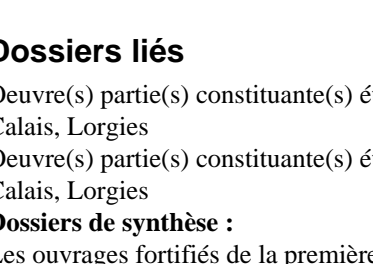 Dossiers liés
Oeuvre(s) partie(s) constituante(s)
Calais, Lorgies
Oeuvre(s) partie(s) constituante(s)
Calais, Lorgies
Dossiers de synthèse :
Les ouvrages fortifiés de la première